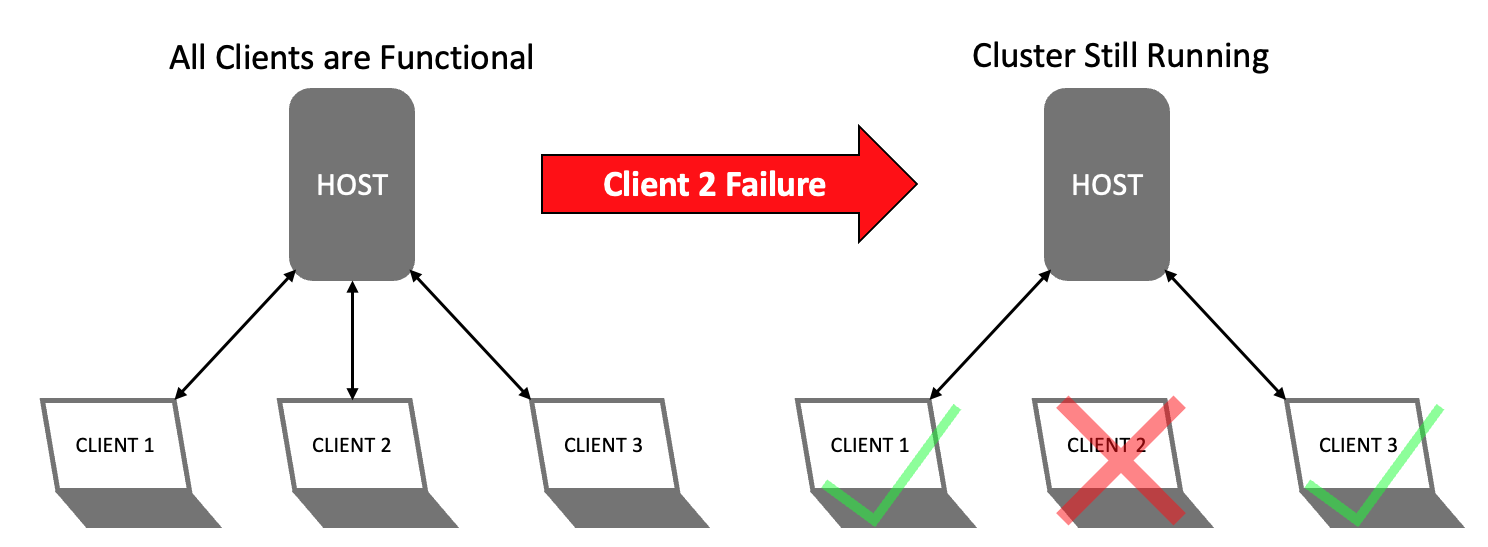 All Clients are Functional
HOST
CLIENT 1
CLIENT 2
CLIENT 3
Client 2 Failure
Cluster Still Running
HOST
CLIENT 1
CLIENT 2
CLIENT 3